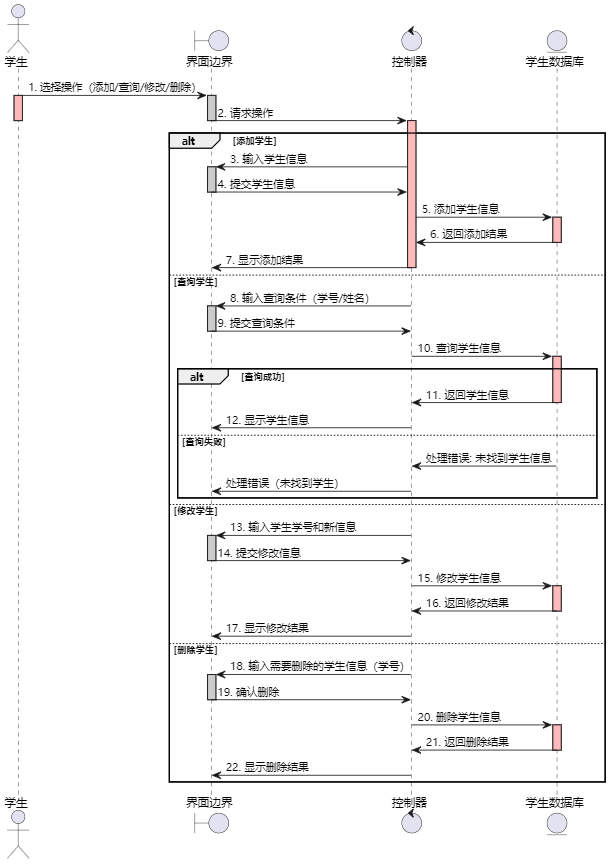 学生
界面边界
控制器
学生数据库
1. 选择操作（添加/查询/修改/删除）
2. 请求操作
alt
[添加学生]
3. 输入学生信息
4. 提交学生信息
5. 添加学生信息
6. 返回添加结果
7. 显示添加结果
[查询学生]
8. 输入查询条件（学号/姓名）
9. 提交查询条件
10. 查询学生信息
alt
[查询成功]
11. 返回学生信息
12. 显示学生信息
[查询失败]
处理错误: 未找到学生信息
处理错误（未找到学生）
[修改学生]
13. 输入学生学号和新信息
14. 提交修改信息
15. 修改学生信息
16. 返回修改结果
17. 显示修改结果
[删除学生]
18. 输入需要删除的学生信息（学号）
19. 确认删除
20. 删除学生信息
21. 返回删除结果
22. 显示删除结果
学生
界面边界
控制器
学生数据库